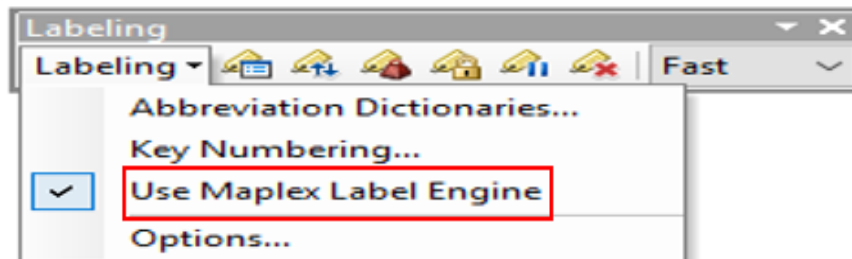 Labeling
Labeling Fast
Abbreviation Dictionaries...
Key Numbering...
Use Maplex Label Engine
Options...